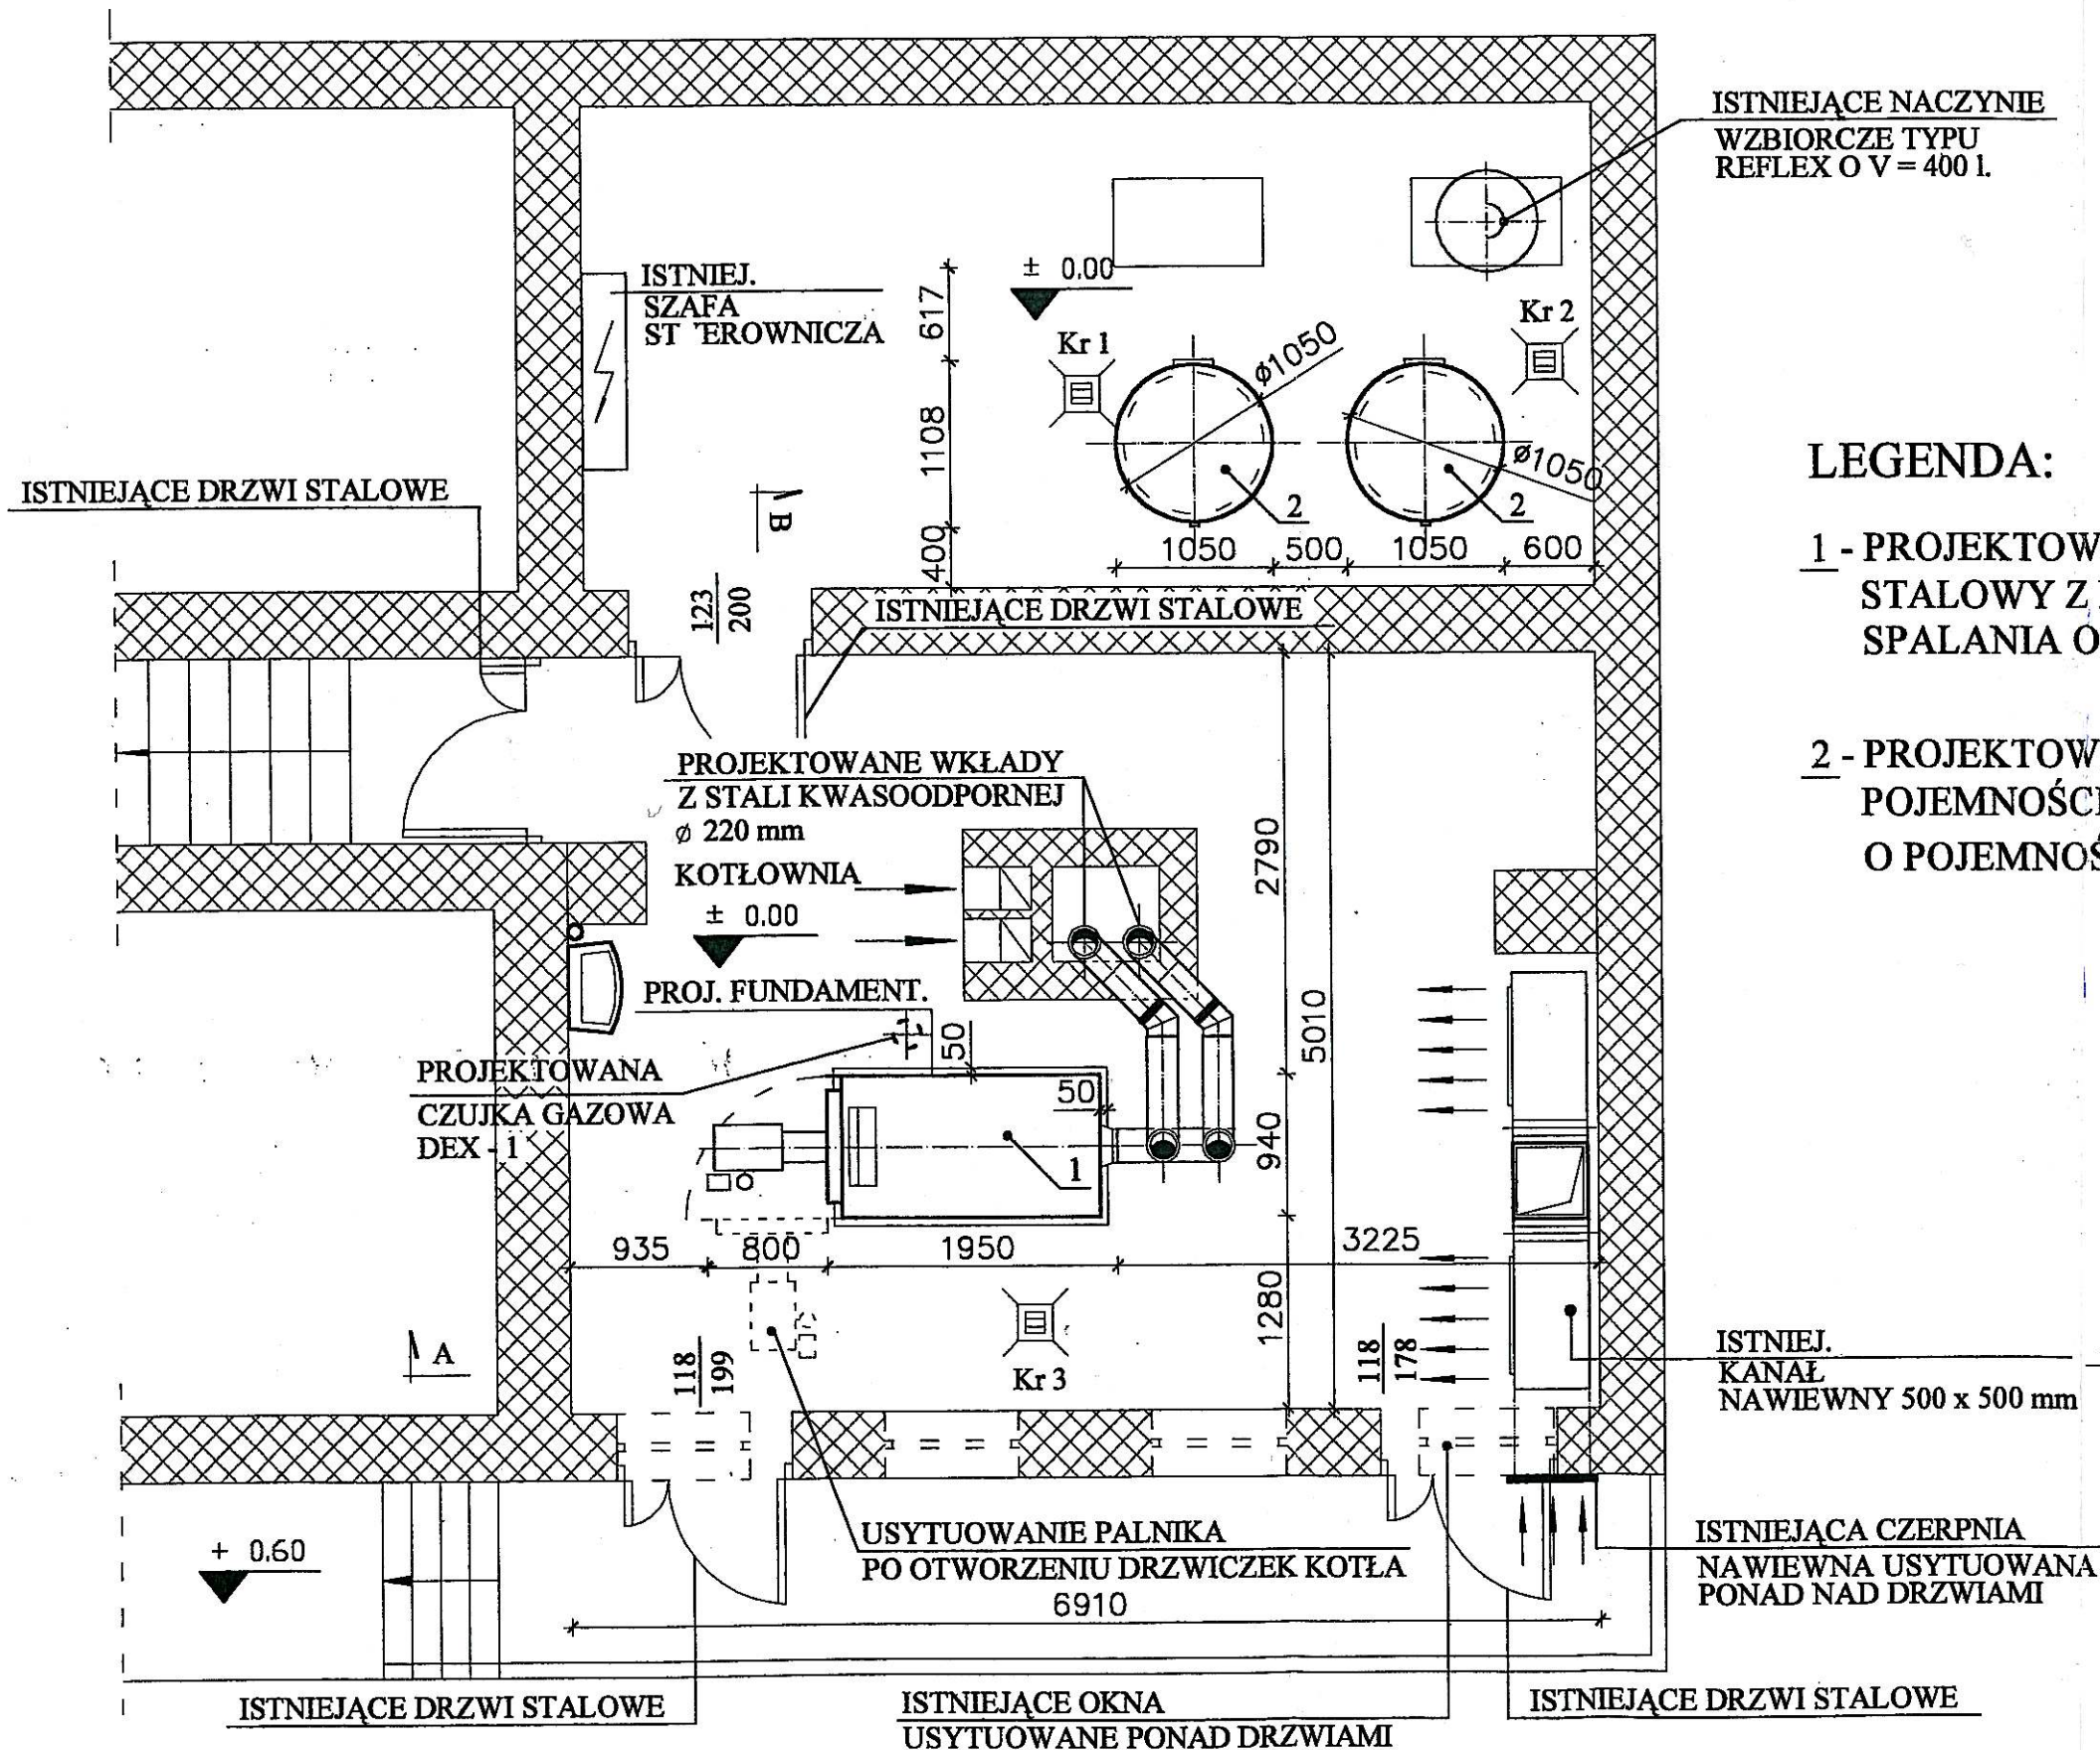 ISTNIEJĄCE NACZYNIE
WZBIORCZE TYPU
REFLEX O V = 400 l.
ISTNIEJ.
SZAFA
ST EROWNICZA
± 0.00
617
1108
400
Kr 1
Kr 2
ø1050
ø1050
2
2
1050 500 1050 600
B
ISTNIEJĄCE DRZWI STALOWE
123
200
ISTNIEJĄCE DRZWI STALOWE
LEGENDA:
1 - PROJEKTOW
STALOWY Z
SPALANIA O
2 - PROJEKTOW
POJEMNOŚCI
O POJEMNOŚ
PROJEKTOWANE WKŁADY
Z STALI KWASOODPORNEJ
ø 220 mm
KOTŁOWNIA
± 0.00
PROJ. FUNDAMENT.
2790
5010
940
1280
50
50
PROJEKTOWANA
CZUJKA GAZOWA
DEX - 1
1
935 800 1950 3225
A
118
199
Kr 3
118
178
ISTNIEJ.
KANAŁ
NAWIEWNY 500 x 500 mm
+ 0.60
USYTUOWANIE PALNIKA
PO OTWORZENIU DRZWICZEK KOTŁA
6910
ISTNIEJĄCA CZERPNIA
NAWIEWNA USYTUOWANA
PONAD NAD DRZWIAMI
ISTNIEJĄCE DRZWI STALOWE
ISTNIEJĄCE OKNA
USYTUOWANE PONAD DRZWIAMI
ISTNIEJĄCE DRZWI STALOWE